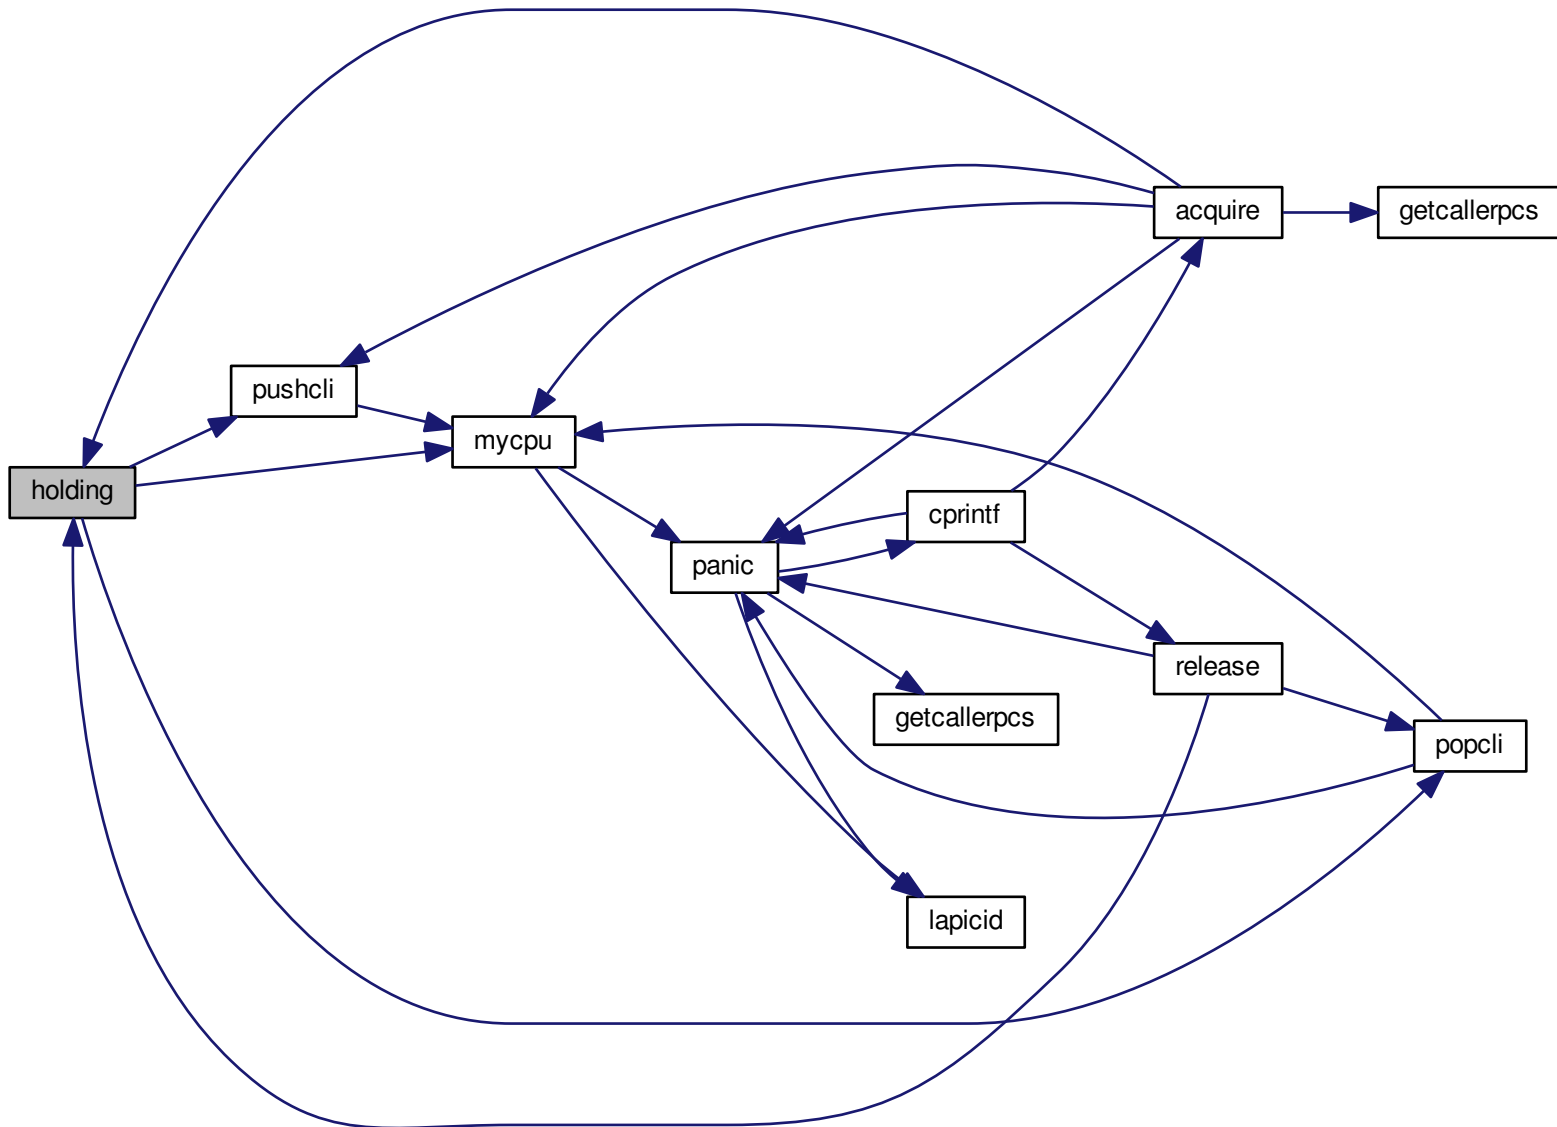 acquire
getcallerpcs
pushcli
mycpu
holding
cprintf
panic
release
getcallerpcs
popcli
lapicid